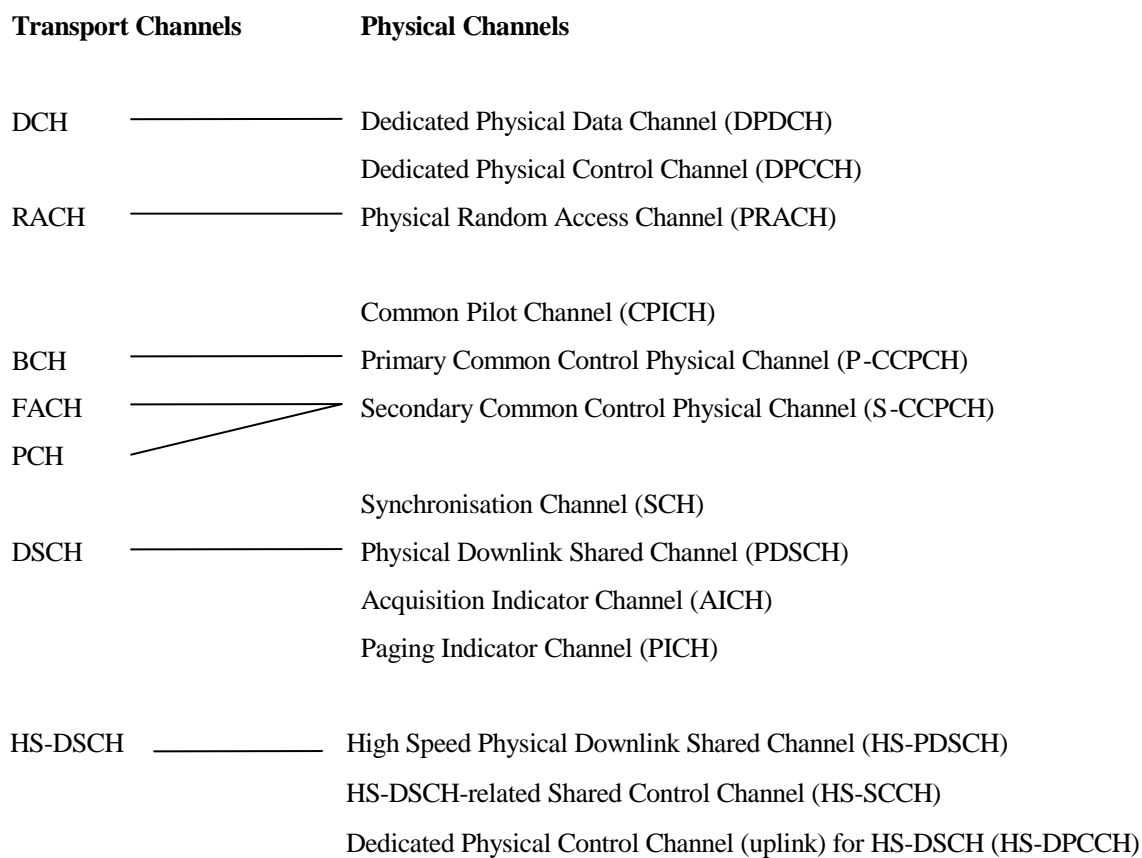 Transport Channels Physical Channels
DCH Dedicated Physical Data Channel (DPDCH)
Dedicated Physical Control Channel (DPCCH)
RACH Physical Random Access Channel (PRACH)
Common Pilot Channel (CPICH)
BCH Primary Common Control Physical Channel (P-CCPCH)
FACH Secondary Common Control Physical Channel (S-CCPCH)
PCH
Synchronisation Channel (SCH)
DSCH Physical Downlink Shared Channel (PDSCH)
Acquisition Indicator Channel (AICH)
Paging Indicator Channel (PICH)
HS-DSCH High Speed Physical Downlink Shared Channel (HS-PDSCH)
HS-DSCH-related Shared Control Channel (HS-SCCH)
Dedicated Physical Control Channel (uplink) for HS-DSCH (HS-DPCCH)